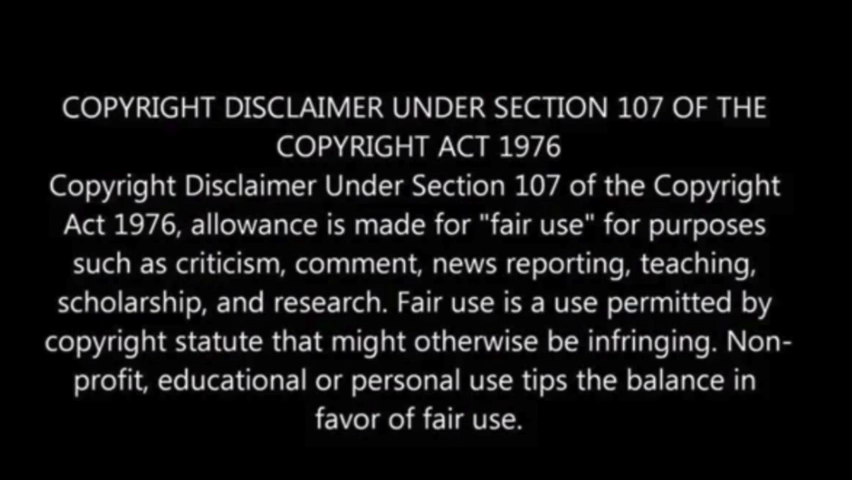 COPYRIGHT DISCLAIMER UNDER SECTION 107 OF THE
COPYRIGHT ACT 1976
Copyright Disclaimer Under Section 107 of the Copyright
Act 1976, allowance is made for "fair use" for purposes
such as criticism, comment, news reporting, teaching,
scholarship, and research. Fair use is a use permitted by
copyright statute that might otherwise be infringing. Non-
profit, educational or personal use tips the balance in
favor of fair use.